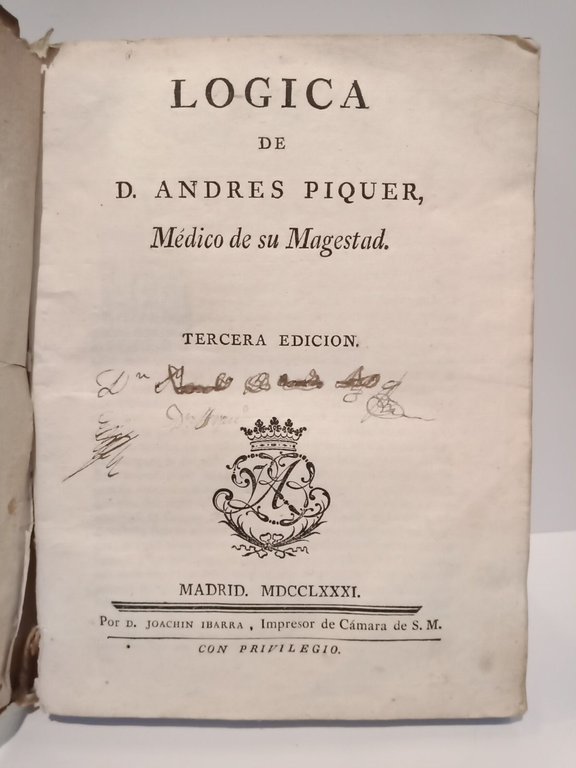 LOGICA
DE
D. ANDRES PIQUER,
Médico de su Magestad.
TERCERA EDICION.
Dn
MADRID. MDCCLXXXI.
Por D. JOACHIN IBARRA, Impresor de Cámara de S. M.
CON PRIVILEGIO.